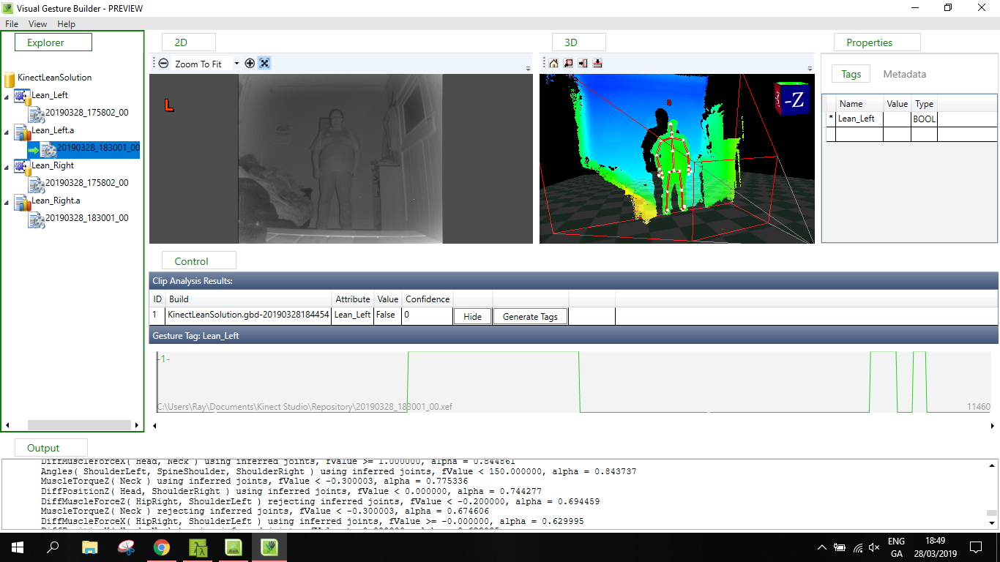 Visual Gesture Builder - PREVIEW
File View Help
Explorer
KinectLeanSolution
Lean_Left
20190328_175802_00
Lean_Left.a
20190328_183001_00
Lean_Right
20190328_175802_00
Lean_Right.a
20190328_183001_00
2D
Zoom To Fit
L
3D
0
-Z
Properties
Tags Metadata
Name Value Type
* Lean_Left BOOL
Control
Clip Analysis Results:
ID Build Attribute Value Confidence
1 KinectLeanSolution.gbd-20190328184454 Lean_Left False 0 Hide Generate Tags
Gesture Tag: Lean_Left
-1-
C:\Users\Ray\Documents\Kinect Studio\Repository\20190328_183001_00.xef 11460
Output
DiffMuscleForceX( Head, Neck ) using inferred joints, fValue >= 1.000000, alpha = 0.844861
Angles( ShoulderLeft, SpineShoulder, ShoulderRight ) using inferred joints, fValue < 150.000000, alpha = 0.843737
MuscleTorqueZ( Neck ) using inferred joints, fValue < -0.300003, alpha = 0.775336
DiffPositionZ( Head, ShoulderRight ) using inferred joints, fValue < 0.000000, alpha = 0.744277
DiffMuscleForceZ( HipRight, ShoulderLeft ) rejecting inferred joints, fValue < -0.200000, alpha = 0.694459
MuscleTorqueZ( Neck ) rejecting inferred joints, fValue < -0.300003, alpha = 0.674606
DiffMuscleForceX( HipRight, ShoulderLeft ) using inferred joints, fValue >= -0.000000, alpha = 0.629995
ENG
GA
18:49
28/03/2019